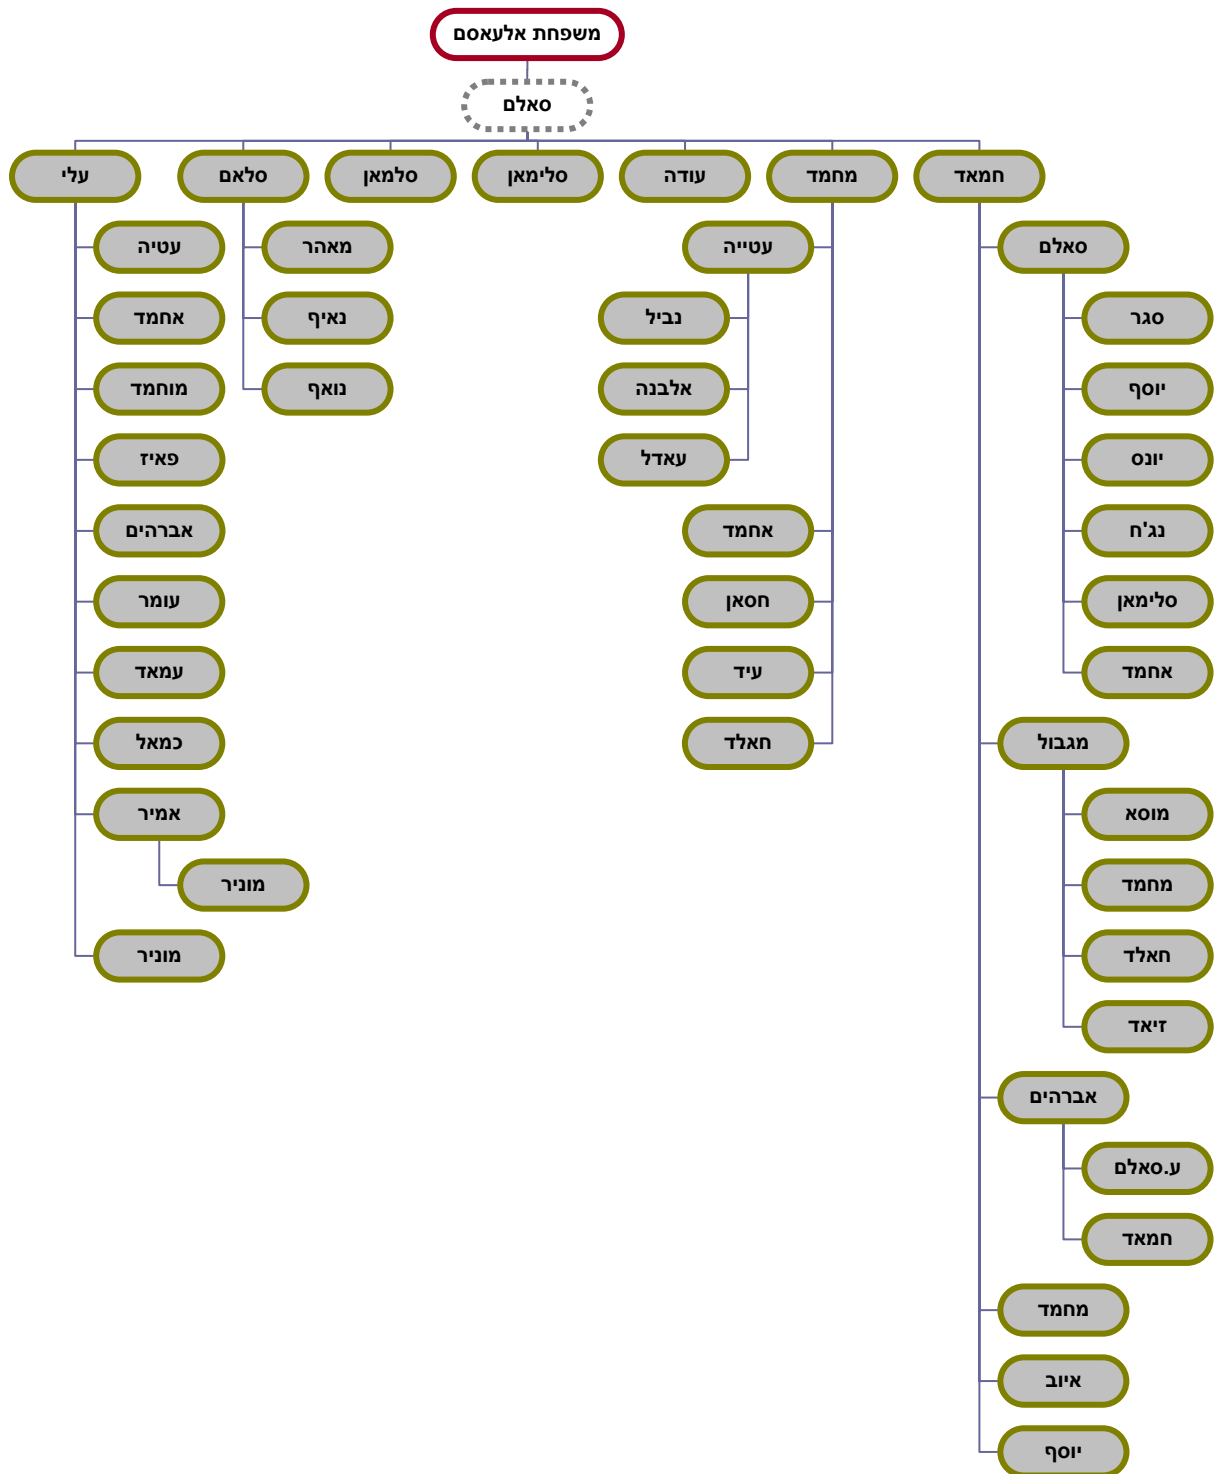 משפחת אלעאסם
סאלם
חמאד
מחמד
עודה
סלימאן
סלמאן
סלאם
עלי
סאלם
סגר
יוסף
יונס
נג'ח
סלימאן
אחמד
מגבול
מוסא
מחמד
חאלד
זיאד
אברהים
ע.סאלם
חמאד
מחמד
איוב
יוסף
עטייה
נביל
אלבנה
עאדל
אחמד
חסאן
עיד
חאלד
מאהר
נאיף
נואף
עטיה
אחמד
מוחמד
פאיז
אברהים
עומר
עמאד
כמאל
אמיר
מוניר
מוניר